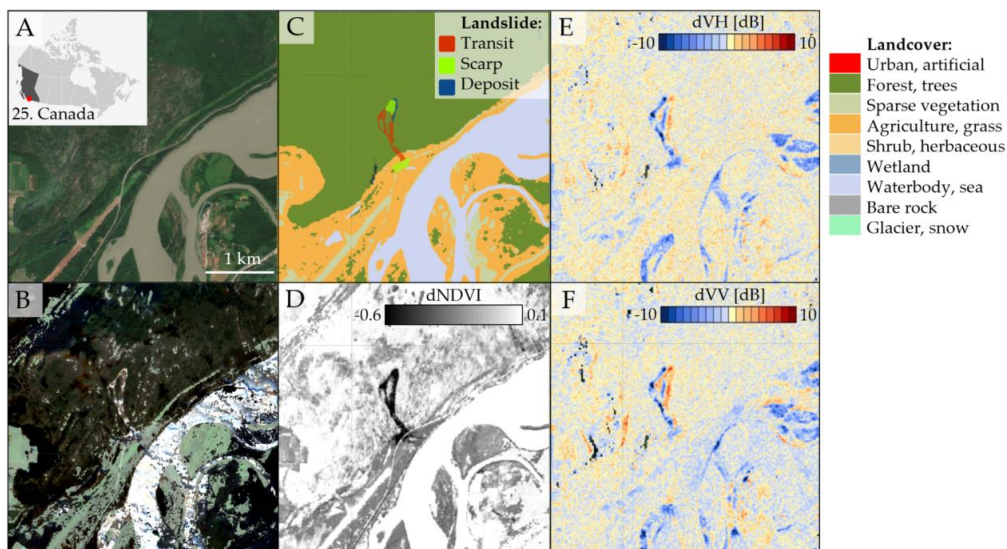 A
25. Canada
1 km
C
Landslide:
Transit
Scarp
Deposit
E
dVH [dB]
-10
10
Landcover:
Urban, artificial
Forest, trees
Sparse vegetation
Agriculture, grass
Shrub, herbaceous
Wetland
Waterbody, sea
Bare rock
Glacier, snow
B
D
dNDVI
-0.6
0.1
F
dVV [dB]
-10
10